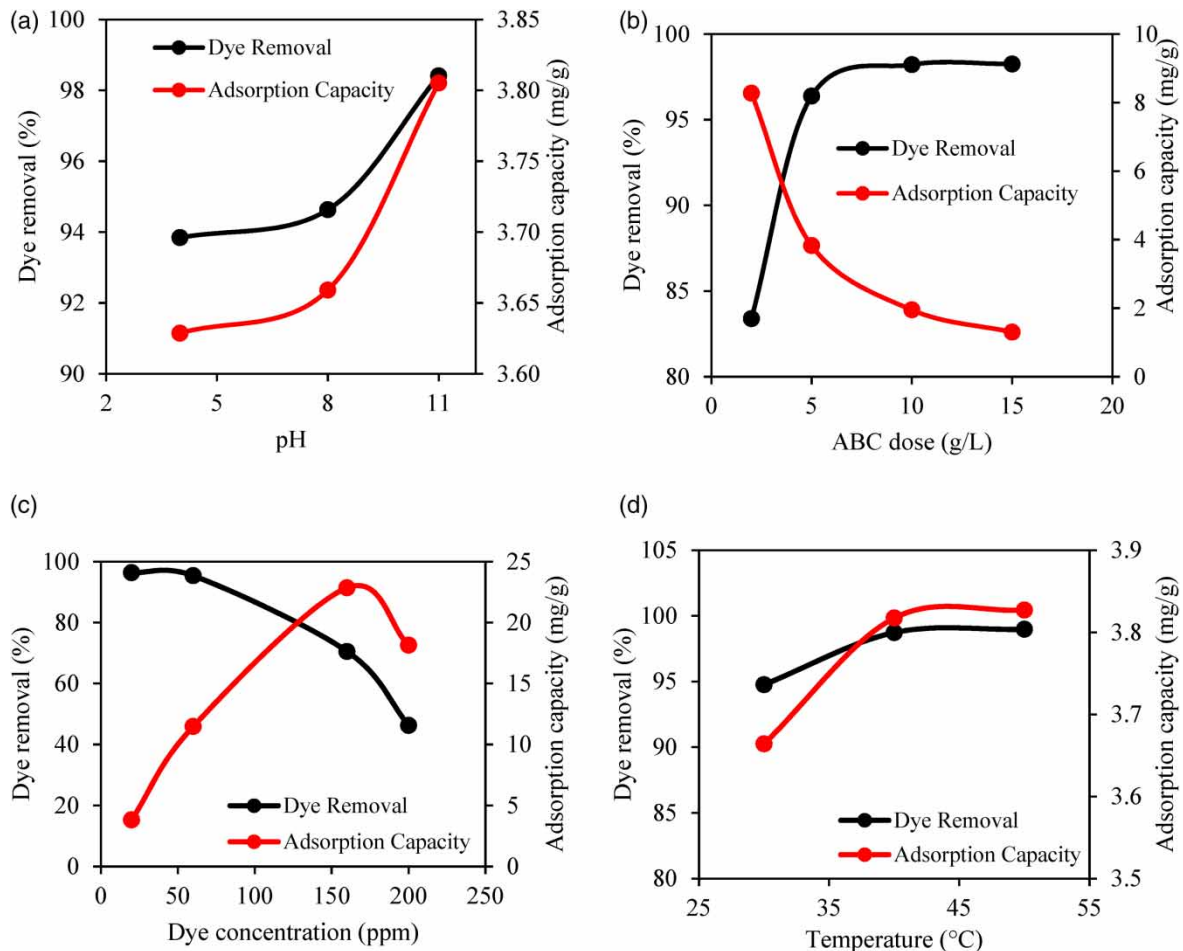 (a)
100
98
96
94
92
90
Dye removal (%)
3.85
3.80
3.75
3.70
3.65
3.60
Adsorption capacity (mg/g)
Dye Removal
Adsorption Capacity
2 5 8 11
pH
(b)
100
95
90
85
80
Dye removal (%)
10
8
6
4
2
0
Adsorption capacity (mg/g)
Dye Removal
Adsorption Capacity
0 5 10 15 20
ABC dose (g/L)
(c)
100
80
60
40
20
0
Dye removal (%)
25
20
15
10
5
0
Adsorption capacity (mg/g)
Dye Removal
Adsorption Capacity
0 50 100 150 200 250
Dye concentration (ppm)
(d)
105
100
95
90
85
80
Dye removal (%)
3.9
3.8
3.7
3.6
3.5
Adsorption capacity (mg/g)
Dye Removal
Adsorption Capacity
25 35 45 55
Temperature (°C)